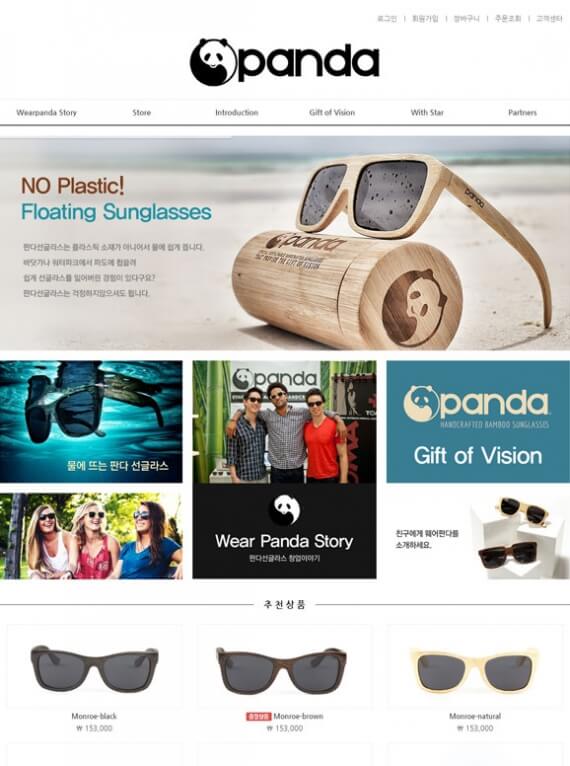 로그인 | 회원가입 | 장바구니 | 주문조회 | 고객센터
panda
Wearpanda Story Store Introduction Gift of Vision With Star Partners
NO Plastic!
Floating Sunglasses
판다선글라스는 플라스틱 소재가 아니어서 물에 쉽게 뜹니다.
바닷가나 워터파크에서 파도에 휩쓸려
쉽게 선글라스를 잃어버린 경험이 있다구요?
판다선글라스는 걱정하지않으셔도 됩니다.
panda
panda
THE GIFT OF VISION
물에 뜨는 판다 선글라스
panda
Wear Panda Story
판다선글라스 창업이야기
panda
HANDCRAFTED BAMBOO SUNGLASSES
Gift of Vision
친구에게 웨어판다를
소개하세요.
추천상품
Monroe-black
₩ 153,000
품절상품 Monroe-brown
₩ 153,000
Monroe-natural
₩ 153,000